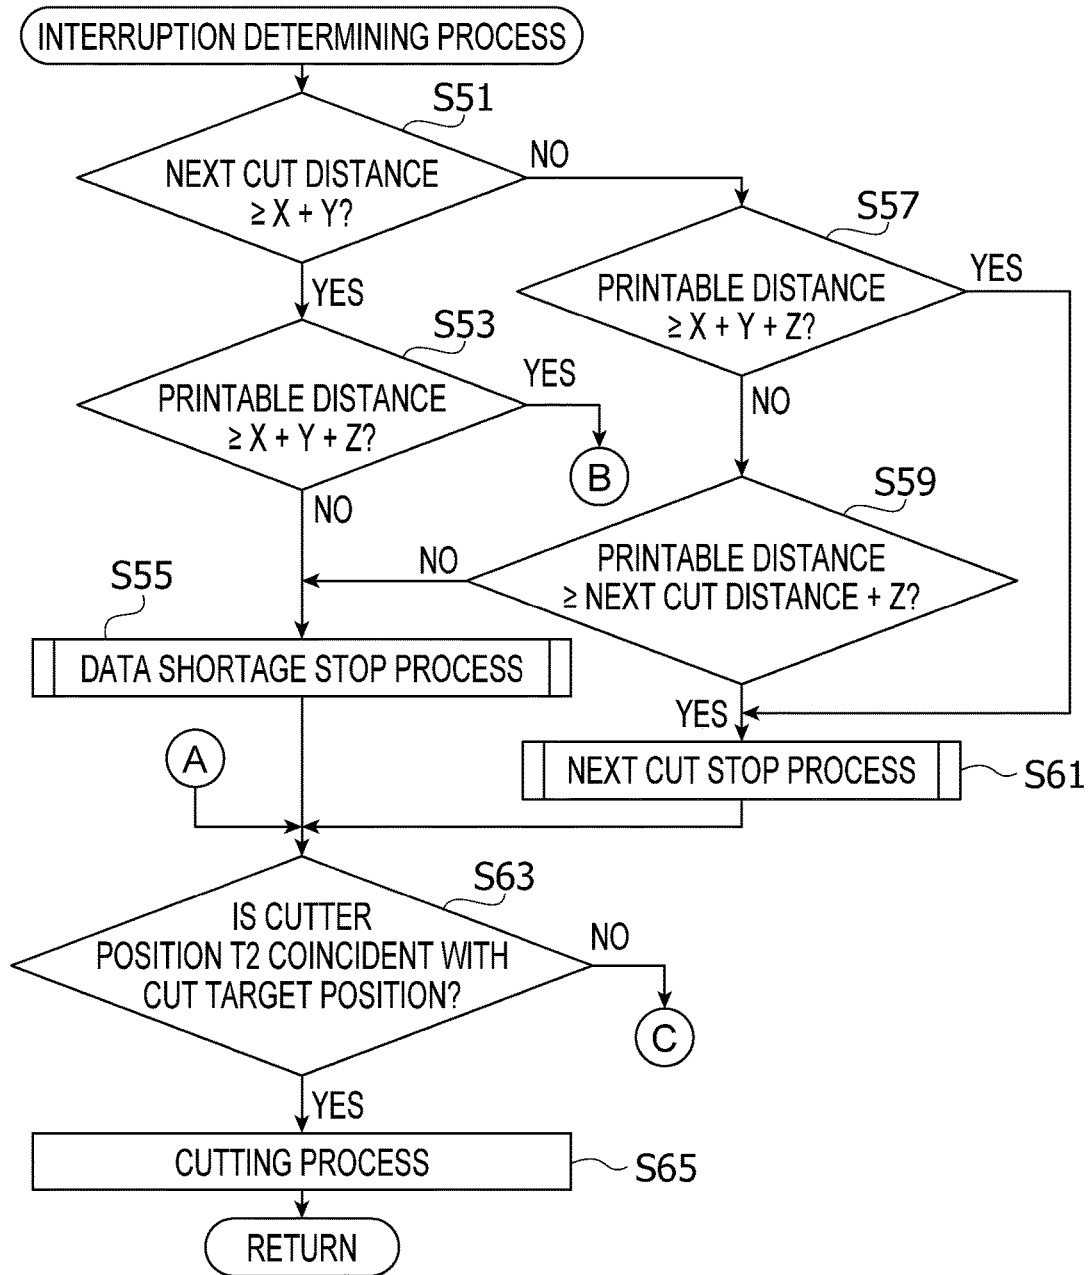 INTERRUPTION DETERMINING PROCESS
S51
NEXT CUT DISTANCE
≥ X + Y?
NO
YES
S57
PRINTABLE DISTANCE
≥ X + Y + Z?
YES
NO
S53
PRINTABLE DISTANCE
≥ X + Y + Z?
YES
B
NO
S59
PRINTABLE DISTANCE
≥ NEXT CUT DISTANCE + Z?
NO
YES
S55
DATA SHORTAGE STOP PROCESS
A
NEXT CUT STOP PROCESS
S61
S63
IS CUTTER
POSITION T2 COINCIDENT WITH
CUT TARGET POSITION?
NO
C
YES
CUTTING PROCESS
S65
RETURN